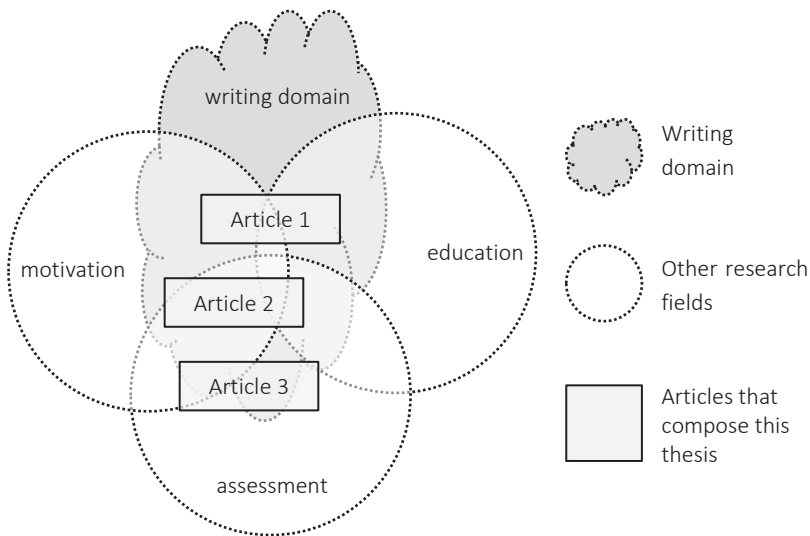 writing domain
motivation
education
Article 1
Article 2
Article 3
assessment
Writing
domain
Other research
fields
Articles that
compose this
thesis